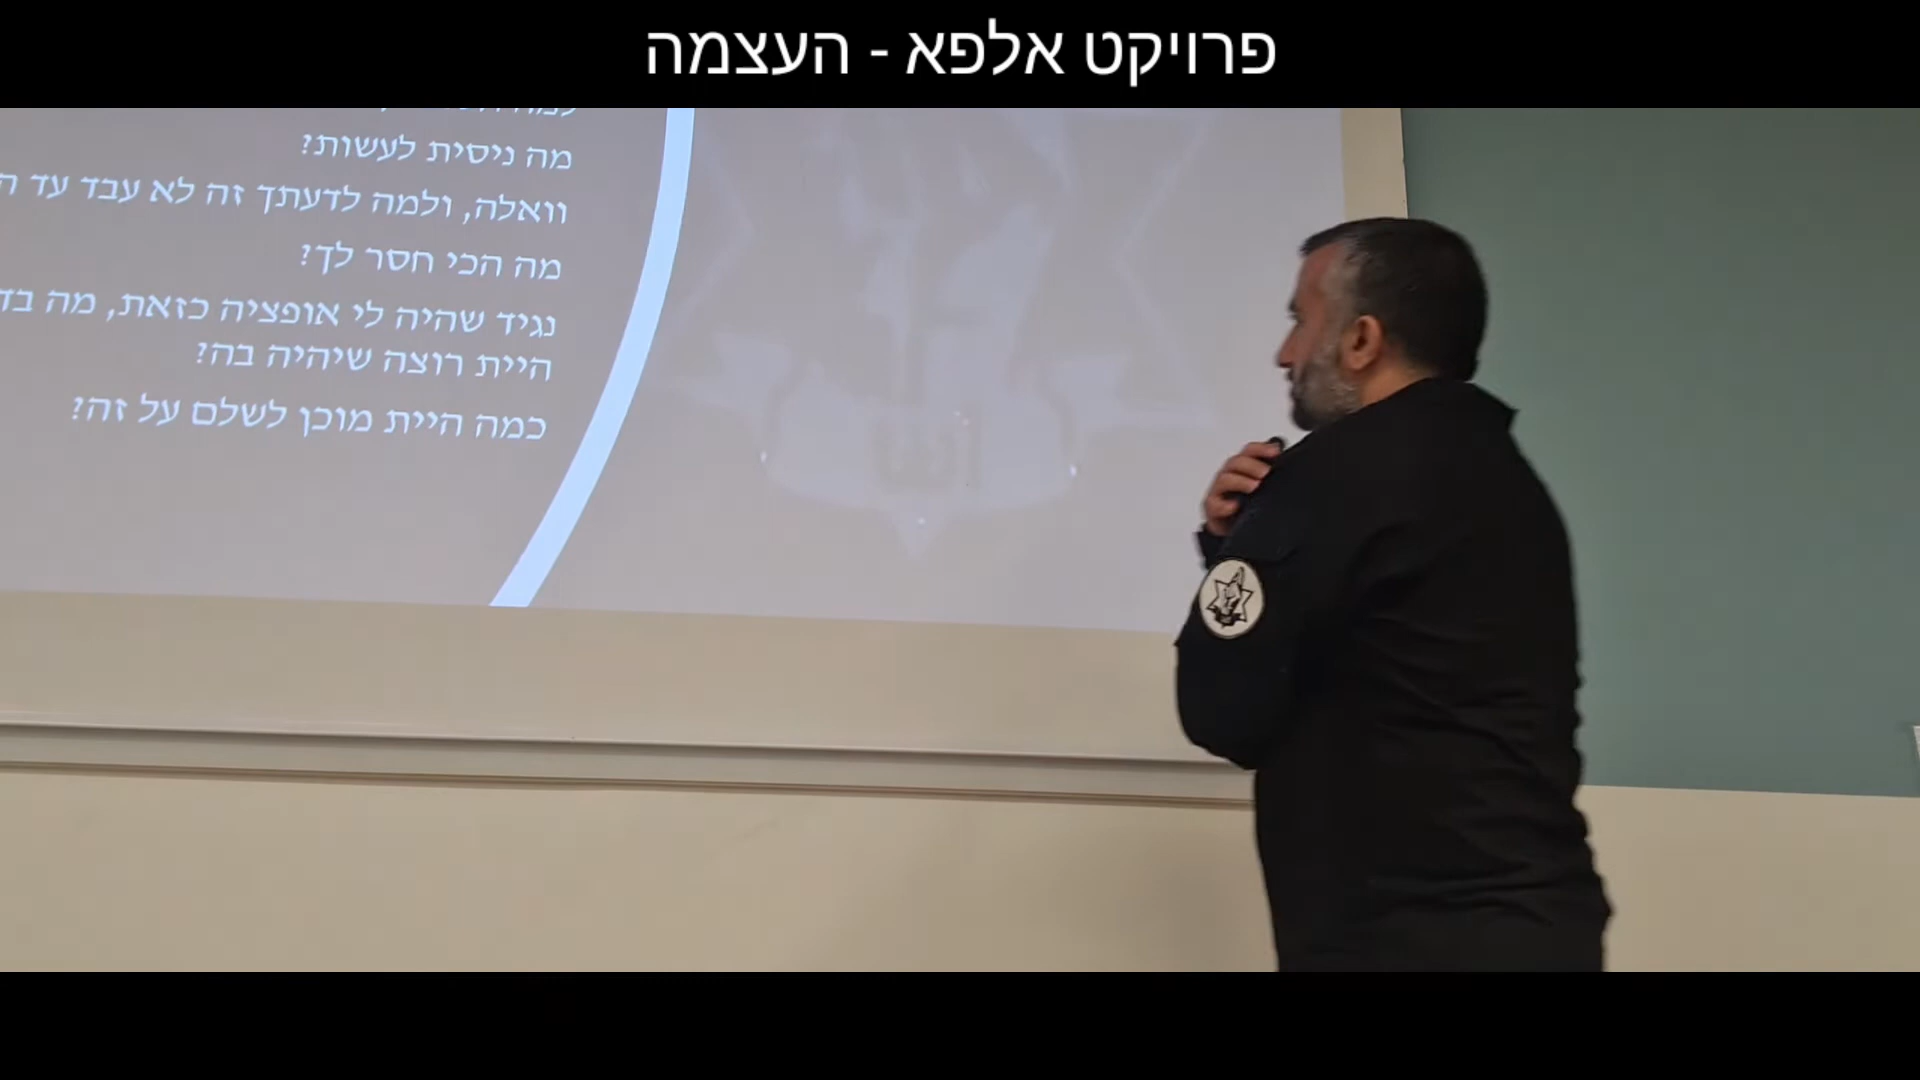 פרויקט אלפא - העצמה
מה ניסית לעשות?
וואלה, ולמה לדעתך זה לא עבד עד
מה הכי חסר לך?
נגיד שהיה לי אופציה כזאת, מה
היית רוצה שיהיה בה?
כמה היית מוכן לשלם על זה?